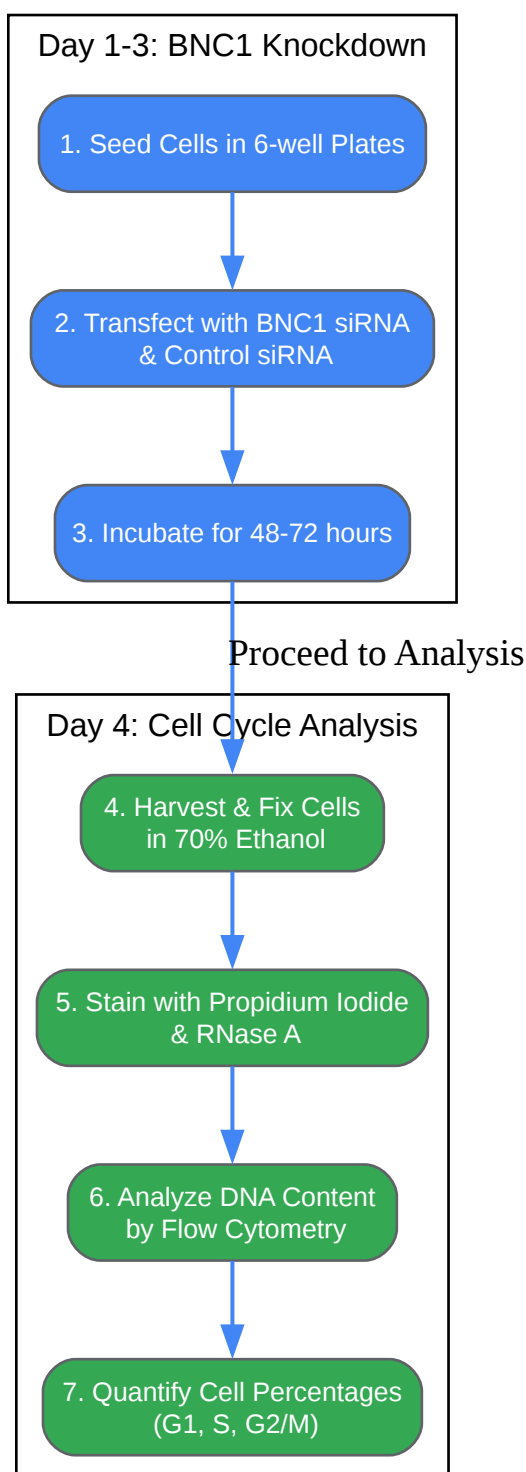 Day 1-3: BNC1 Knockdown
1. Seed Cells in 6-well Plates
2. Transfect with BNC1 siRNA
& Control siRNA
3. Incubate for 48-72 hours
Proceed to Analysis
Day 4: Cell Cycle Analysis
4. Harvest & Fix Cells
in 70% Ethanol
5. Stain with Propidium Iodide
& RNase A
6. Analyze DNA Content
by Flow Cytometry
7. Quantify Cell Percentages
(G1, S, G2/M)